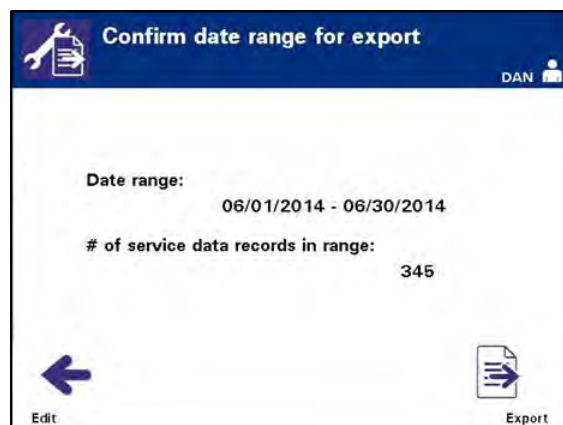 Confirm date range for export
DAN
Date range:
06/01/2014 - 06/30/2014
# of service data records in range:
345
Edit
Export